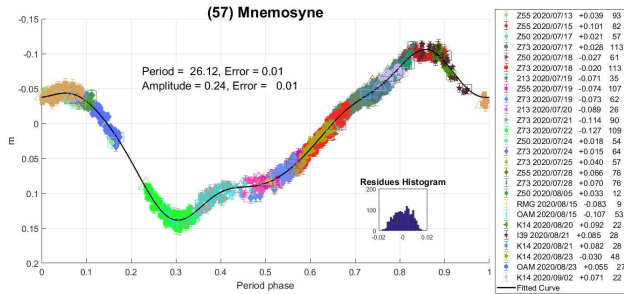 (57) Mnemosyne
Period = 26.12, Error = 0.01
Amplitude = 0.24, Error = 0.01
-0.15
-0.1
-0.05
0
0.05
0.1
0.15
0.2
m
0 0.1 0.2 0.3 0.4 0.5 0.6 0.7 0.8 0.9 1
Period phase
Residues Histogram
200
100
0
-0.02 0 0.02
Z55 2020/07/13 +0.039 93
Z55 2020/07/15 +0.101 82
Z50 2020/07/17 +0.021 57
Z73 2020/07/17 +0.028 113
Z50 2020/07/18 -0.027 61
Z73 2020/07/18 -0.020 113
213 2020/07/19 -0.071 35
Z55 2020/07/19 -0.074 107
Z73 2020/07/19 -0.073 62
213 2020/07/20 -0.089 26
Z73 2020/07/21 -0.114 90
Z73 2020/07/22 -0.127 109
Z50 2020/07/24 +0.018 54
Z73 2020/07/24 +0.015 64
Z73 2020/07/25 +0.040 57
Z55 2020/07/28 +0.066 76
Z73 2020/07/28 +0.070 76
Z50 2020/08/05 +0.033 12
RMG 2020/08/15 -0.083 9
OAM 2020/08/15 -0.107 53
K14 2020/08/20 +0.092 22
I39 2020/08/21 +0.085 28
K14 2020/08/21 +0.082 28
K14 2020/08/23 -0.030 48
OAM 2020/08/23 +0.055 27
K14 2020/09/02 +0.071 22
Fitted Curve